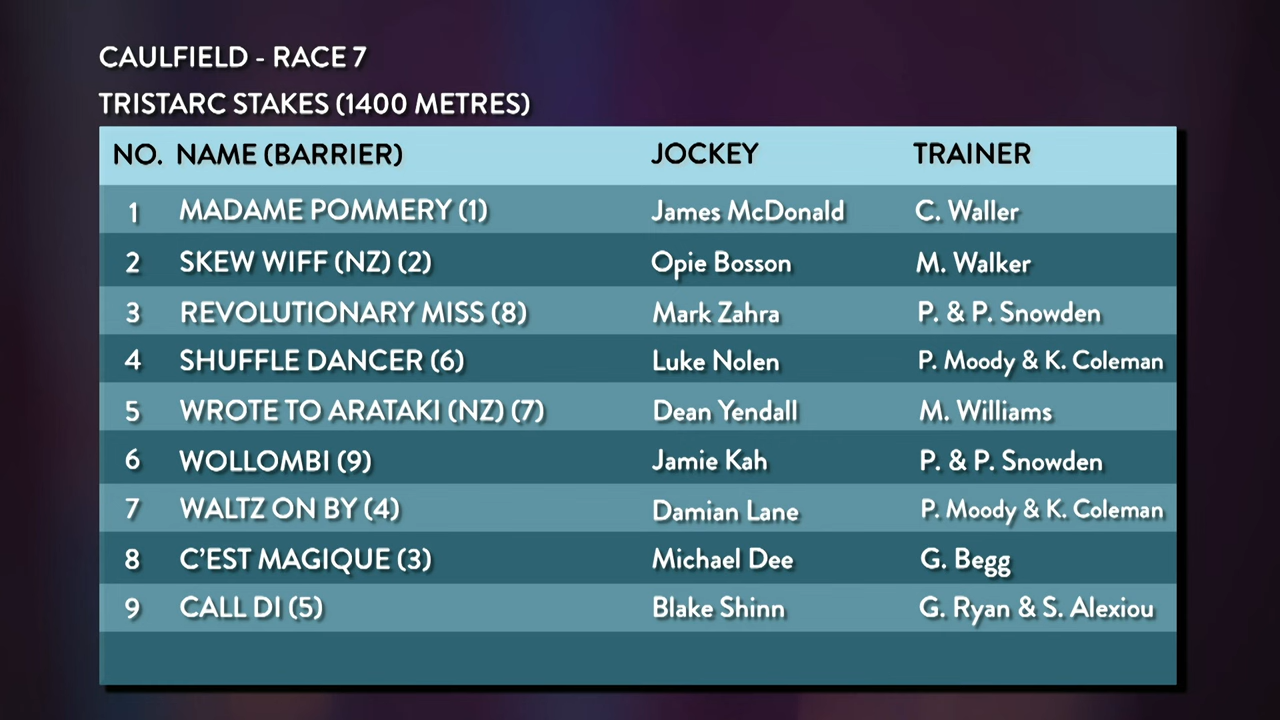 CAULFIELD - RACE 7
TRISTARC STAKES (1400 METRES)
NO. NAME (BARRIER) JOCKEY TRAINER
1 MADAME POMMERY (1) James McDonald C. Waller
2 SKEW WIFF (NZ) (2) Opie Bosson M. Walker
3 REVOLUTIONARY MISS (8) Mark Zahra P. & P. Snowden
4 SHUFFLE DANCER (6) Luke Nolen P. Moody & K. Coleman
5 WROTE TO ARATAKI (NZ) (7) Dean Yendall M. Williams
6 WOLLOMBI (9) Jamie Kah P. & P. Snowden
7 WALTZ ON BY (4) Damian Lane P. Moody & K. Coleman
8 C’EST MAGIQUE (3) Michael Dee G. Begg
9 CALL DI (5) Blake Shinn G. Ryan & S. Alexiou